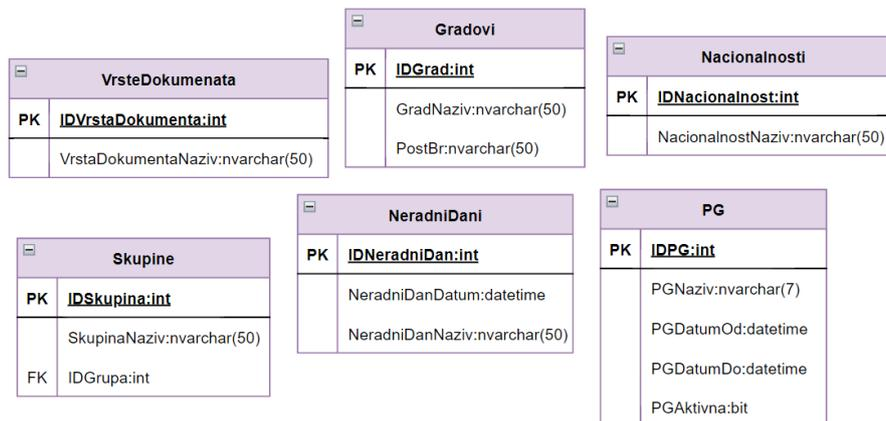 VrsteDokumenata
PK IDVrstaDokumenta:int
VrstaDokumentaNaziv:nvarchar(50)
Gradovi
PK IDGrad:int
GradNaziv:nvarchar(50)
PostBr:nvarchar(50)
Nacionalnosti
PK IDNacionalnost:int
NacionalnostNaziv:nvarchar(50)
Skupine
PK IDSkupina:int
SkupinaNaziv:nvarchar(50)
FK IDGrupa:int
NeradniDani
PK IDNeradniDan:int
NeradniDanDatum:datetime
NeradniDanNaziv:nvarchar(50)
PG
PK IDPG:int
PGNaziv:nvarchar(7)
PGDatumOd:datetime
PGDatumDo:datetime
PGAktivna:bit